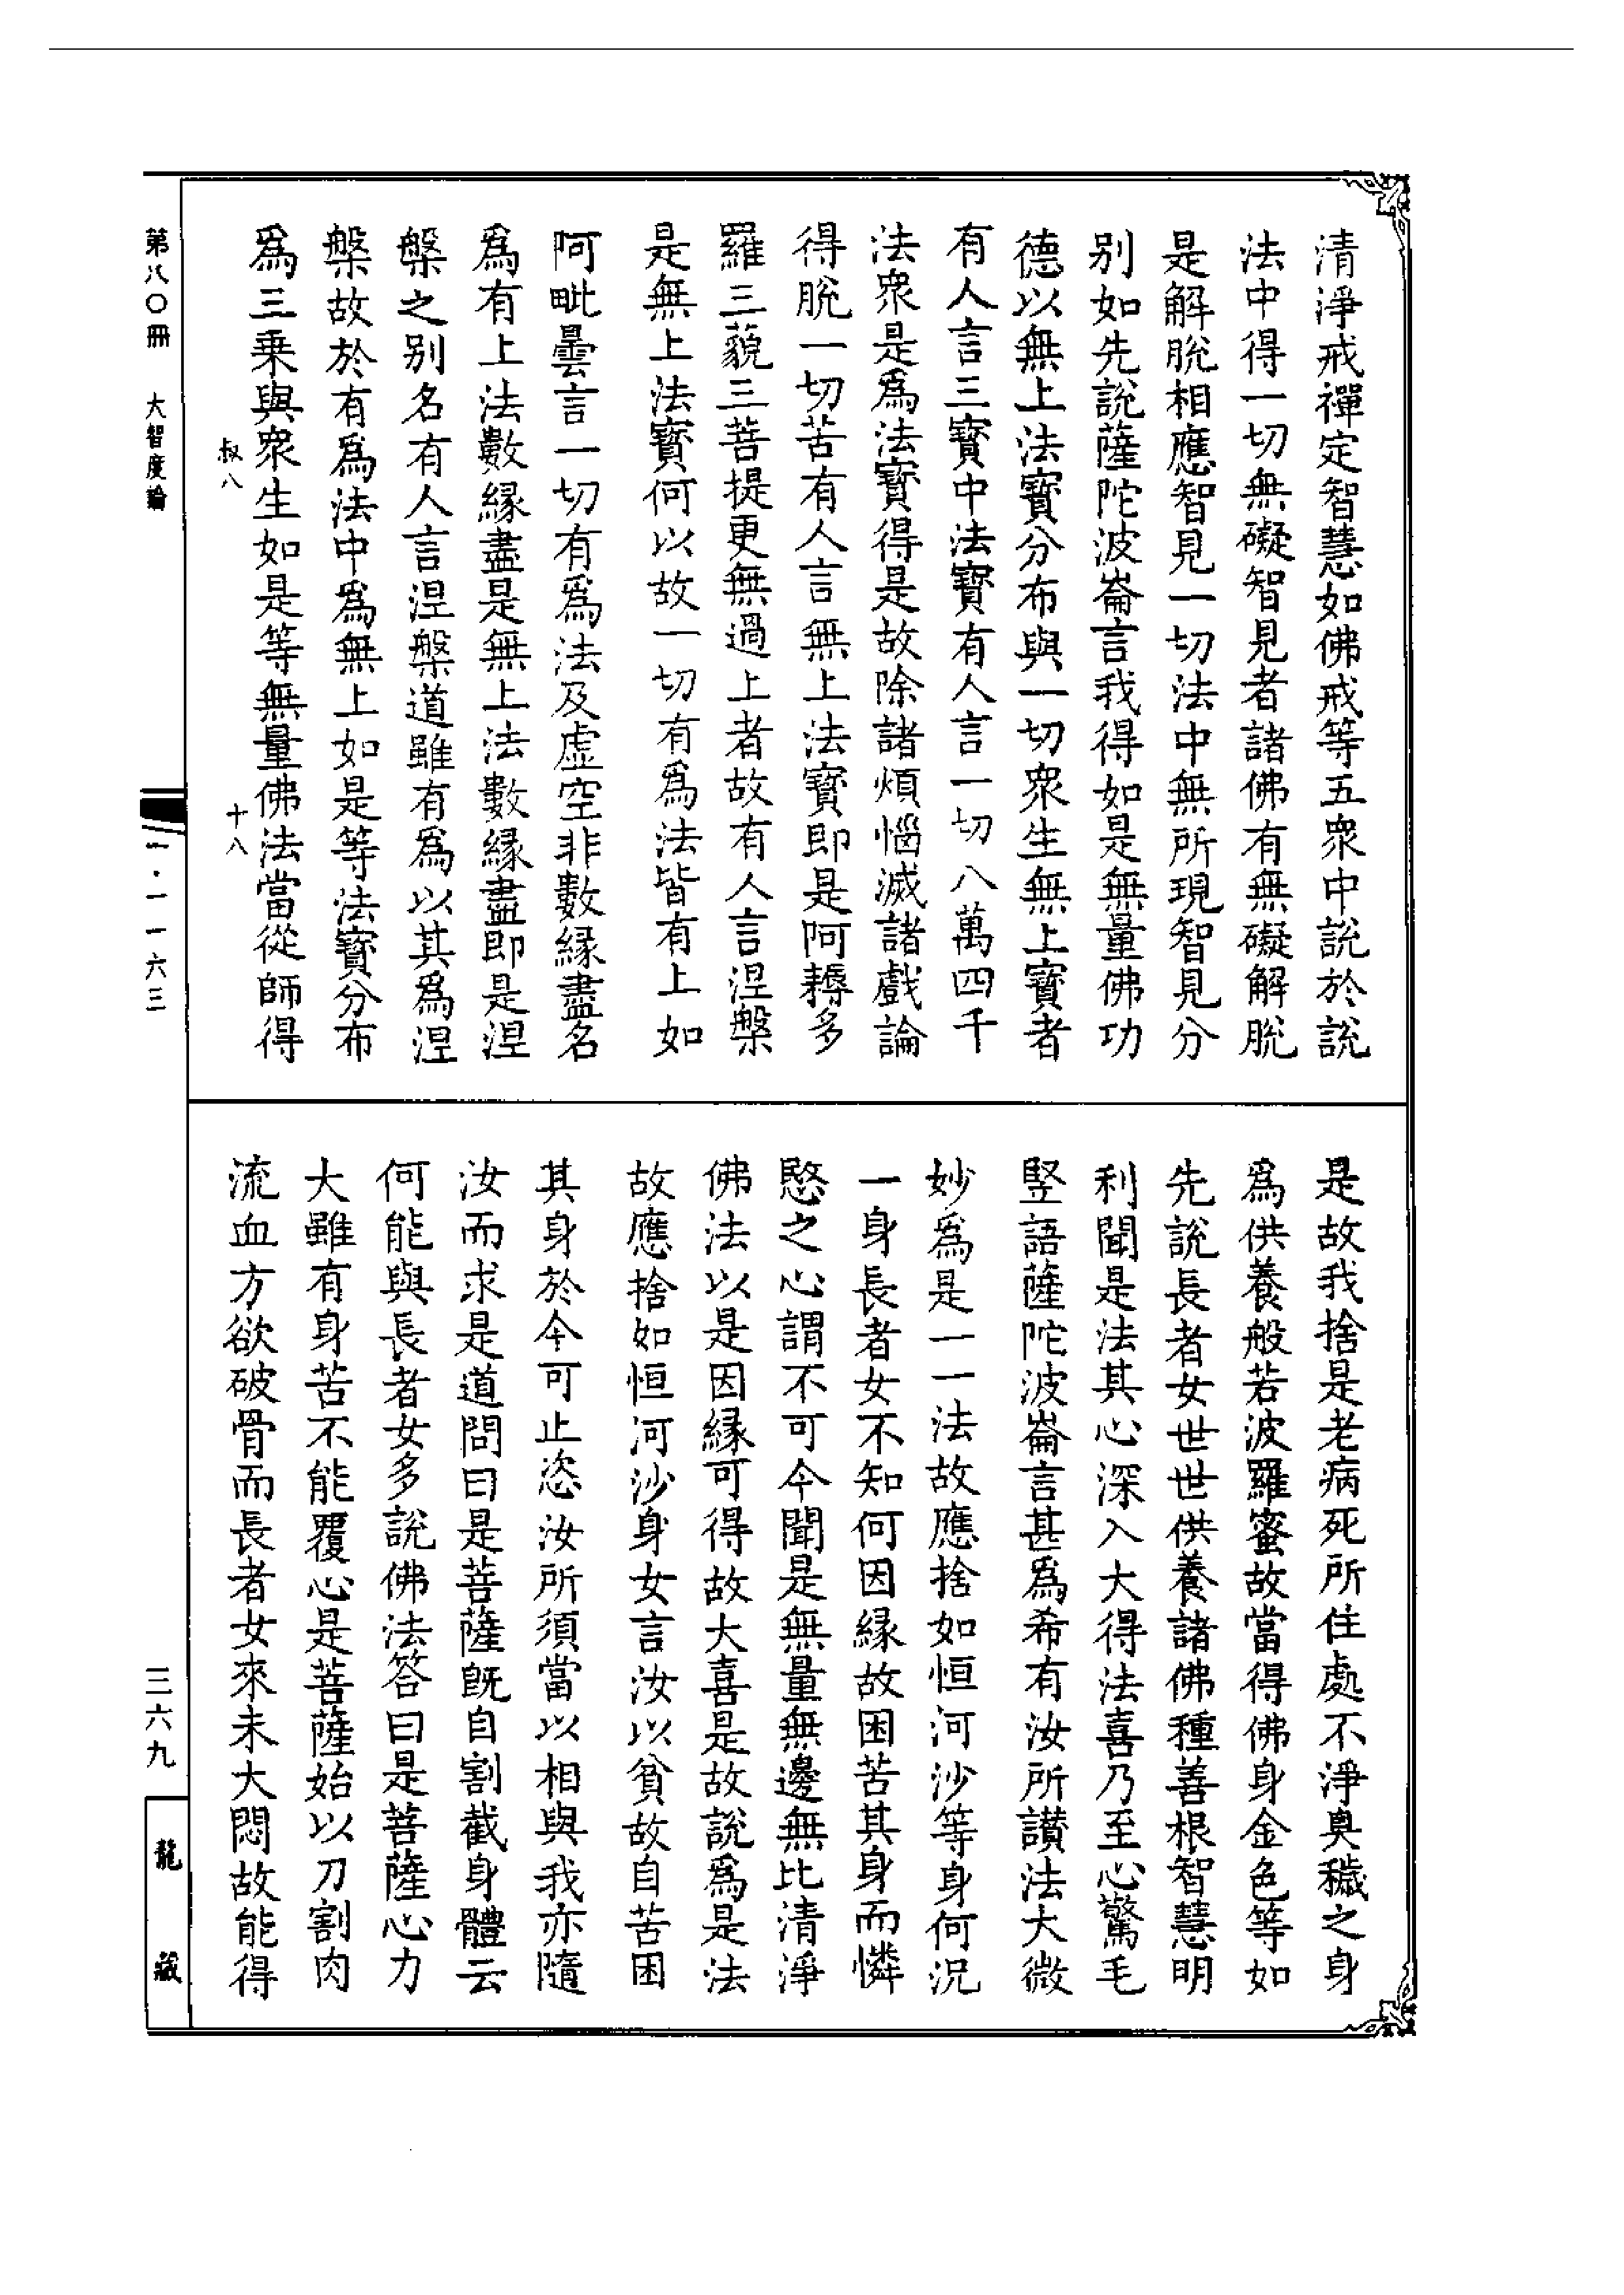 清淨戒禪定智慧如佛戒等五衆中說於說
法中得一切無礙智見者諸佛有無礙解脫
是解脫相應智見一切法中無所現智見分
别如先說薩陀波崙言我得如是無量佛功
德以無上法寶分布與一切衆生無上寶者
有人言三寶中法寶有人言一切八萬四千
法衆是爲法寶得是故除諸煩惱滅諸戲論
得脫一切苦有人言無上法寶即是阿耨多
羅三藐三菩提更無過上者故有人言涅槃
是無上法寶何以故一切有爲法皆有上如
阿毗曇言一切有爲法及虛空非數緣盡名
爲有上法數緣盡是無上法數緣盡即是涅
槃之别名有人言涅槃道雖有爲以其爲涅
槃故於有爲法中爲無上如是等法寶分布
爲三乘與衆生如是等無量佛法當從師得
是故我捨是老病死所住處不淨臭穢之身
爲供養般若波羅蜜故當得佛身金色等如
先說長者女世世供養諸佛種善根智慧明
利聞是法其心深入大得法喜乃至心驚毛
竪語薩陀波崙言甚爲希有汝所讃法大微
妙爲是一一法故應捨如恒河沙等身何况
一身長者女不知何因緣故困苦其身而憐
愍之心謂不可今聞是無量無邊無比清淨
佛法以是因緣可得故大喜是故說爲是法
故應捨如恒河沙身女言汝以貧故自苦困
其身於今可止恣汝所須當以相與我亦隨
汝而求是道問曰是菩薩既自割截身體云
何能與長者女多說佛法答曰是菩薩心力
大雖有身苦不能覆心是菩薩始以刀割肉
流血方欲破骨而長者女來未大悶故能得
叔八 十八
第八〇冊 大智度論
一·一一六三
三六九
龍藏